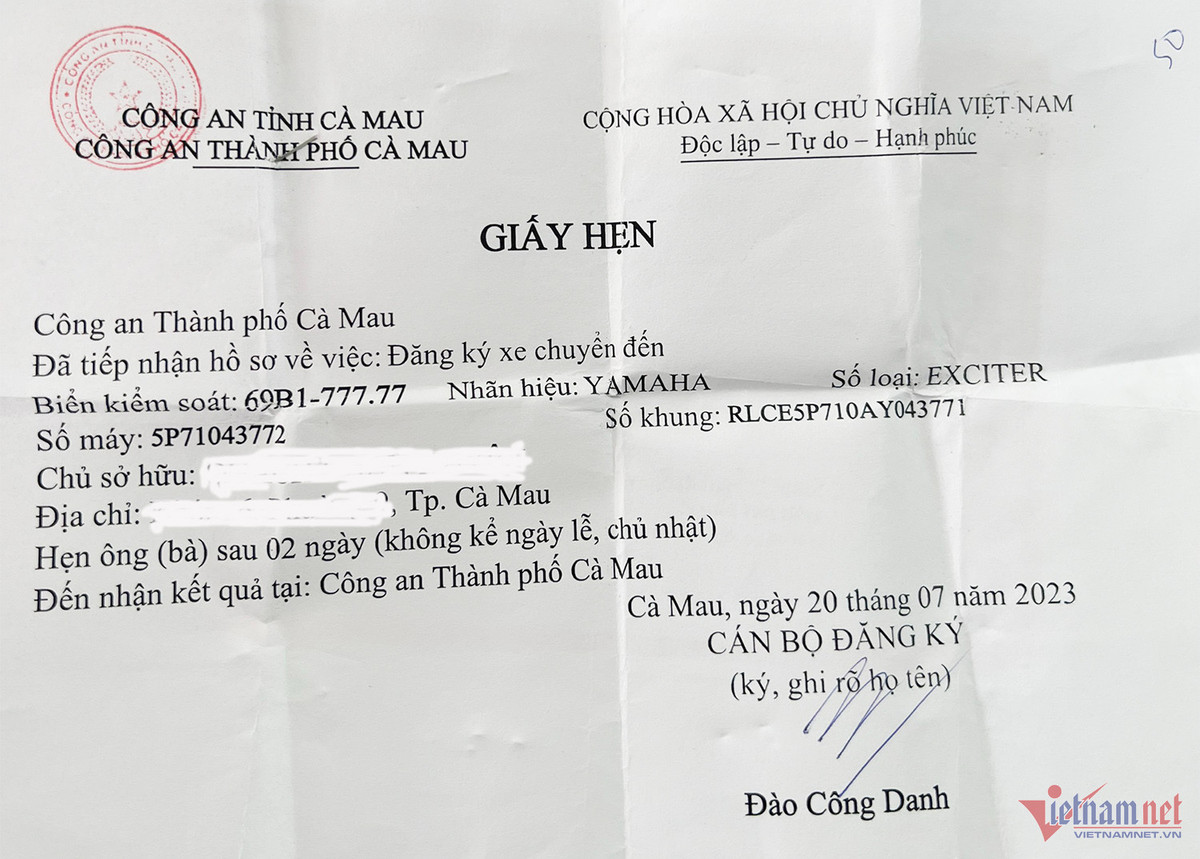 CÔNG AN TỈNH
50
CÔNG AN TỈNH CÀ MAU
CÔNG AN THÀNH PHỐ CÀ MAU
CỘNG HÒA XÃ HỘI CHỦ NGHĨA VIỆT NAM
Độc lập – Tự do – Hạnh phúc
GIẤY HẸN
Công an Thành phố Cà Mau
Đã tiếp nhận hồ sơ về việc: Đăng ký xe chuyển đến
Biển kiểm soát: 69B1-777.77 Nhãn hiệu: YAMAHA Số loại: EXCITER
Số máy: 5P71043772 Số khung: RLCE5P710AY043771
Chủ sở hữu:
Địa chỉ: , Tp. Cà Mau
Hẹn ông (bà) sau 02 ngày (không kể ngày lễ, chủ nhật)
Đến nhận kết quả tại: Công an Thành phố Cà Mau
Cà Mau, ngày 20 tháng 07 năm 2023
CÁN BỘ ĐĂNG KÝ
(ký, ghi rõ họ tên)
Đào Công Danh
Vietnamnet
VIETNAMNET.VN